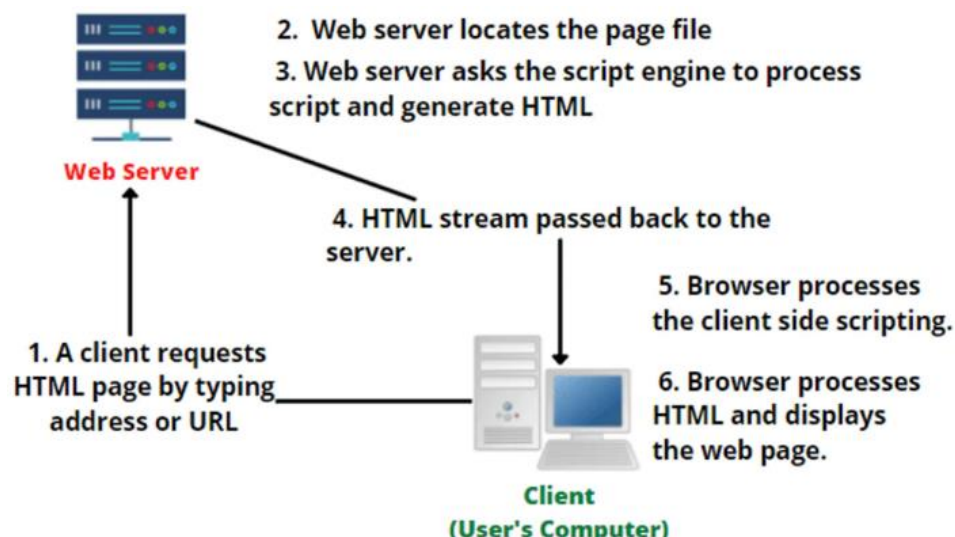 2. Web server locates the page file
3. Web server asks the script engine to process
script and generate HTML
Web Server
4. HTML stream passed back to the
server.
5. Browser processes
the client side scripting.
1. A client requests
HTML page by typing
address or URL
6. Browser processes
HTML and displays
the web page.
Client
(User's Computer)